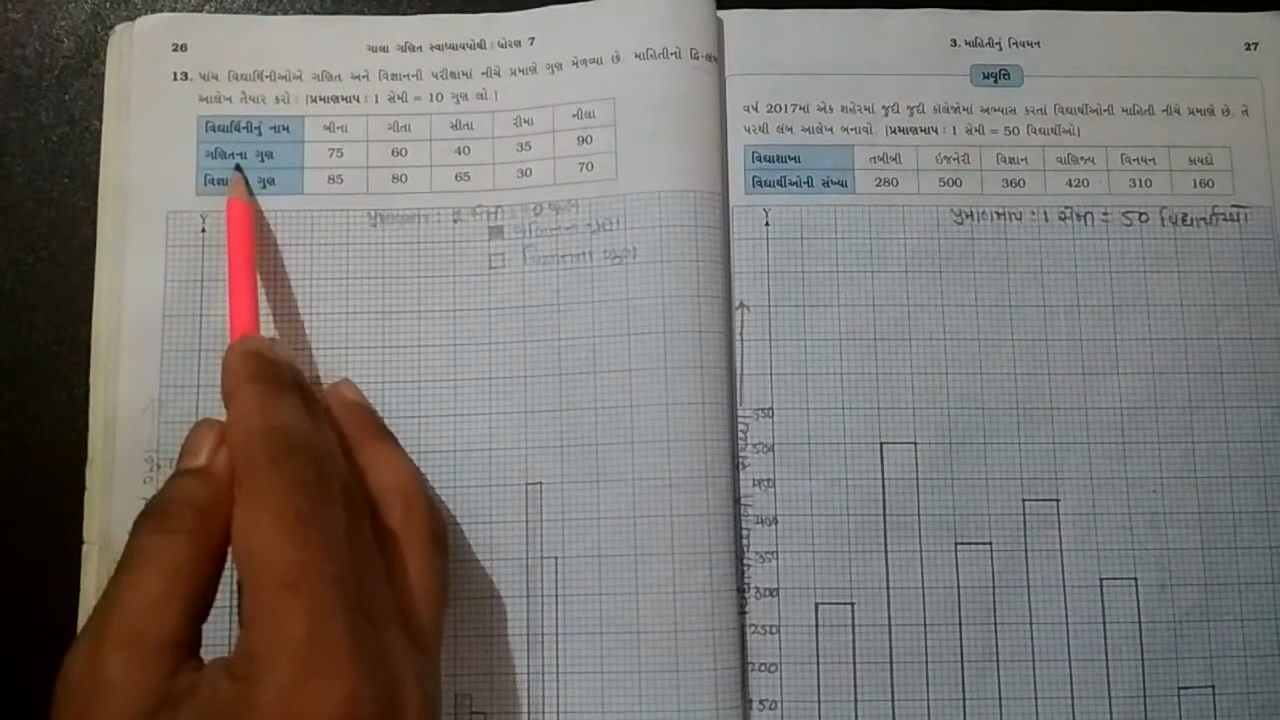 26
ગાલા ગણિત સ્વાધ્યાયપોથી : ધોરણ 7
13. પાંચ વિદ્યાર્થિનીઓએ ગણિત અને વિજ્ઞાનની પરીક્ષામાં નીચે પ્રમાણે ગુણ મેળવ્યા છે. માહિતીનો દ્વિ-લંબ
આલેખ તૈયાર કરો : [પ્રમાણમાપ : 1 સેમી = 10 ગુણ લો.]
વિદ્યાર્થિનીનું નામ બીના ગીતા સીતા રીમા નીલા
ગણિતના ગુણ 75 60 40 35 90
ગુણ 85 80 65 30 70
Y
3. માહિતીનું નિયમન
27
પ્રવૃત્તિ
વર્ષ 2017માં એક શહેરમાં જુદી જુદી કૉલેજોમાં અભ્યાસ કરતાં વિદ્યાર્થીઓની માહિતી નીચે પ્રમાણે છે. તે
પરથી લંબ આલેખ બનાવો. [પ્રમાણમાપ : 1 સેમી = 50 વિદ્યાર્થીઓ]
વિદ્યાશાખા તબીબી ઇજનેરી વિજ્ઞાન વાણિજ્ય વિનયન કાયદો
વિદ્યાર્થીઓની સંખ્યા 280 500 360 420 310 160
Y
પ્રમાણમાપ : 1 સેમી = 50
550
500
450
400
350
300
250
200
150